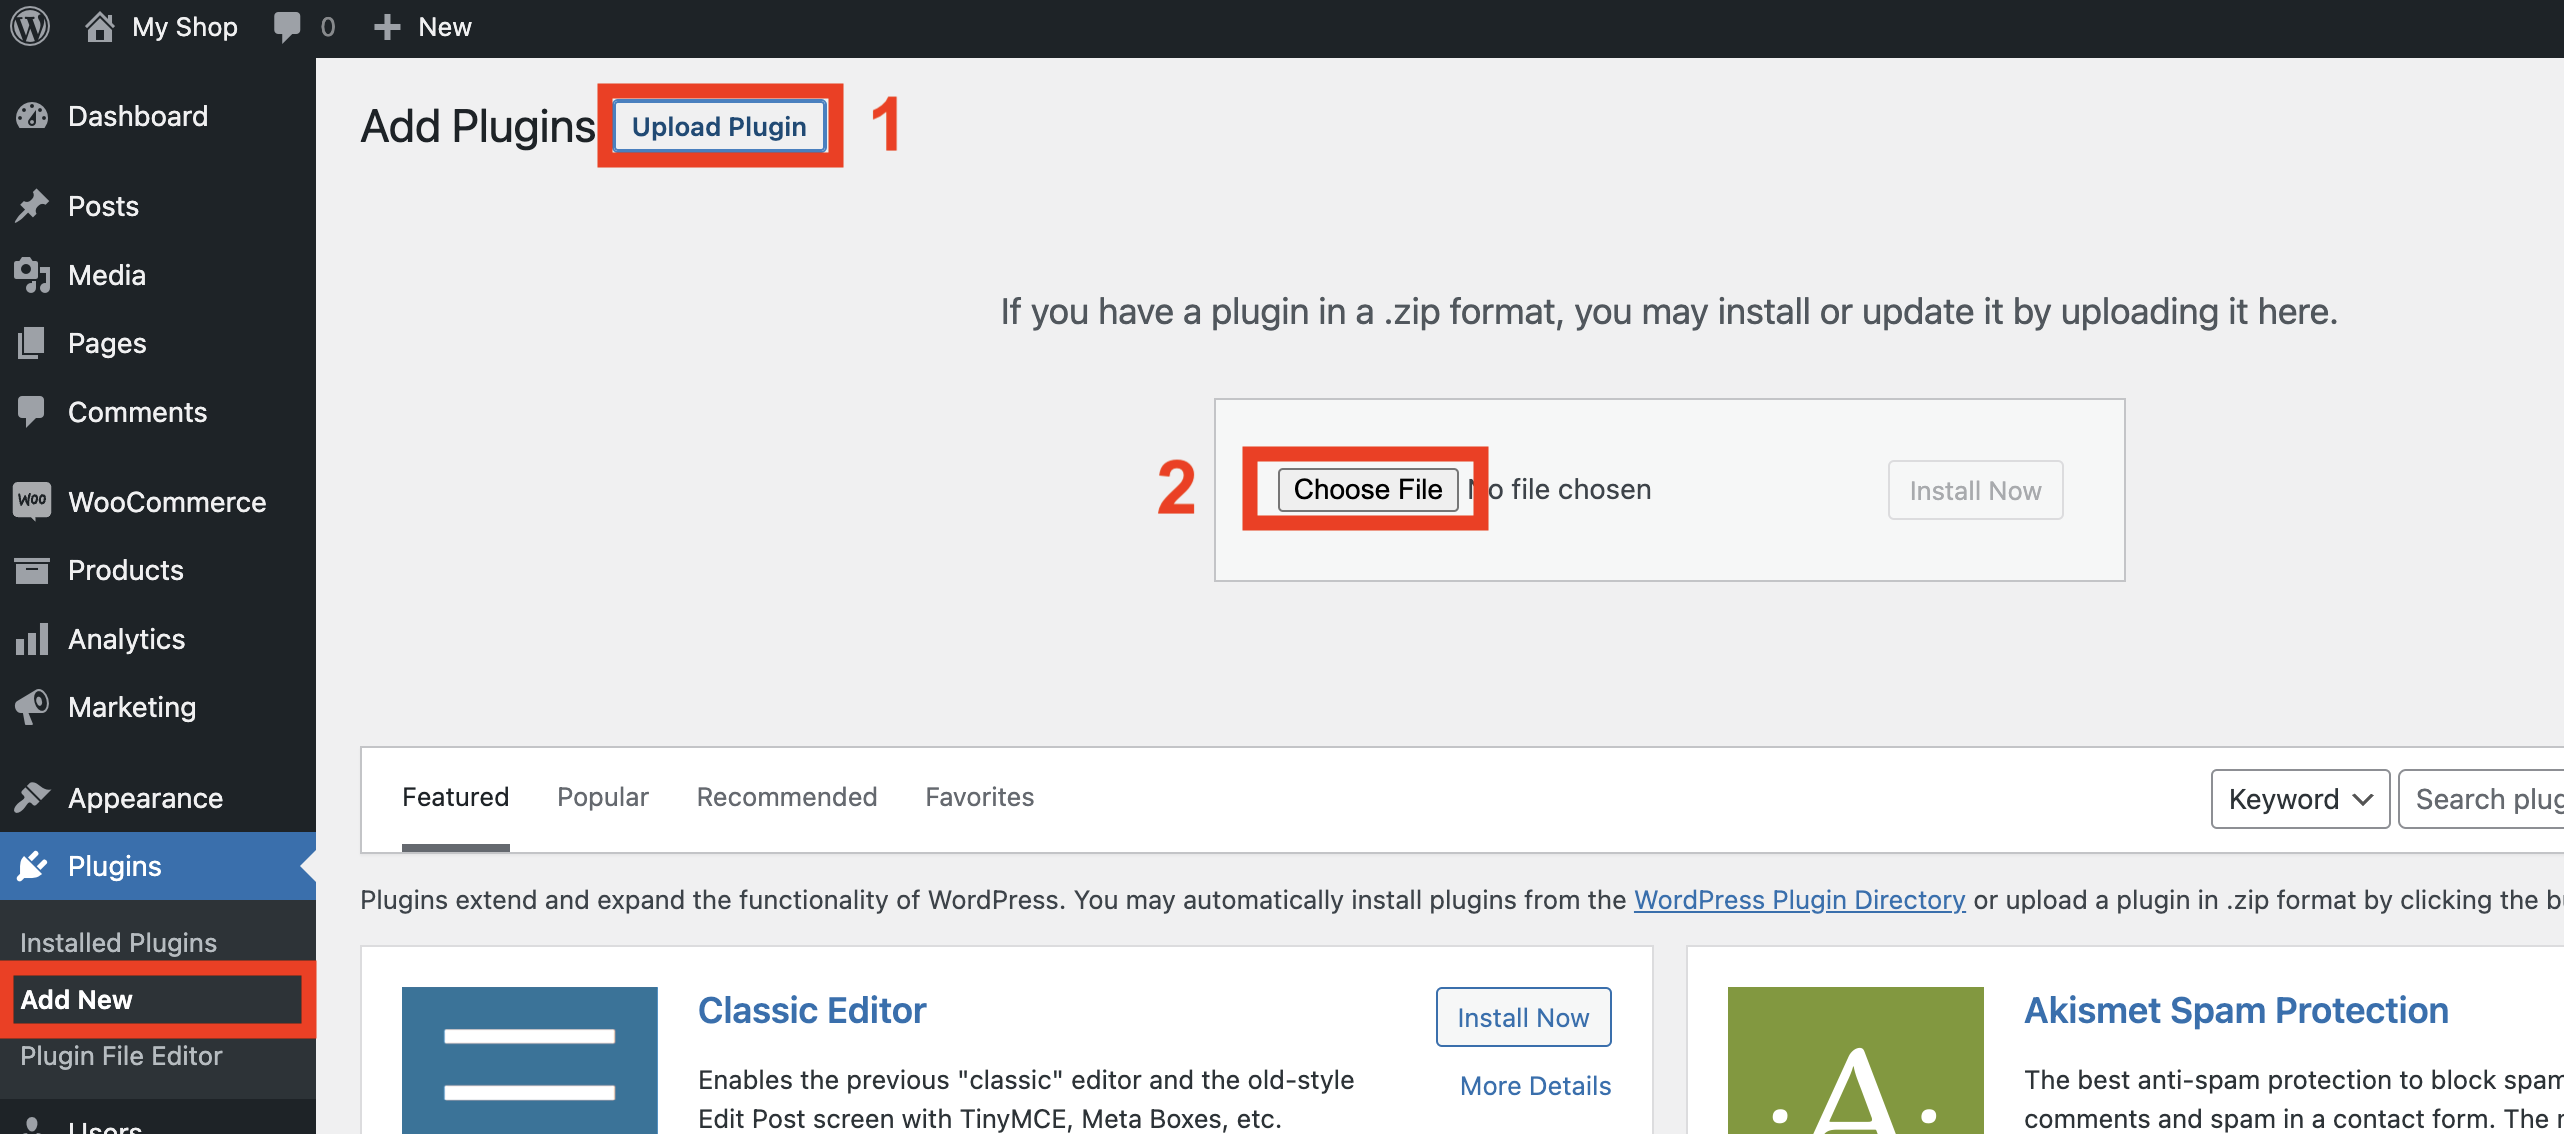 My Shop 0 New
Dashboard
Posts
Media
Pages
Comments
Woo WooCommerce
Products
Analytics
Marketing
Appearance
Plugins
Installed Plugins
Add New
Plugin File Editor
Users
Add Plugins Upload Plugin 1
If you have a plugin in a .zip format, you may install or update it by uploading it here.
2 Choose File No file chosen Install Now
Featured Popular Recommended Favorites Keyword Search plug
Plugins extend and expand the functionality of WordPress. You may automatically install plugins from the WordPress Plugin Directory or upload a plugin in .zip format by clicking the b
Classic Editor
Install Now
More Details
Enables the previous "classic" editor and the old-style
Edit Post screen with TinyMCE, Meta Boxes, etc.
A
Akismet Spam Protection
The best anti-spam protection to block spam
comments and spam in a contact form. The